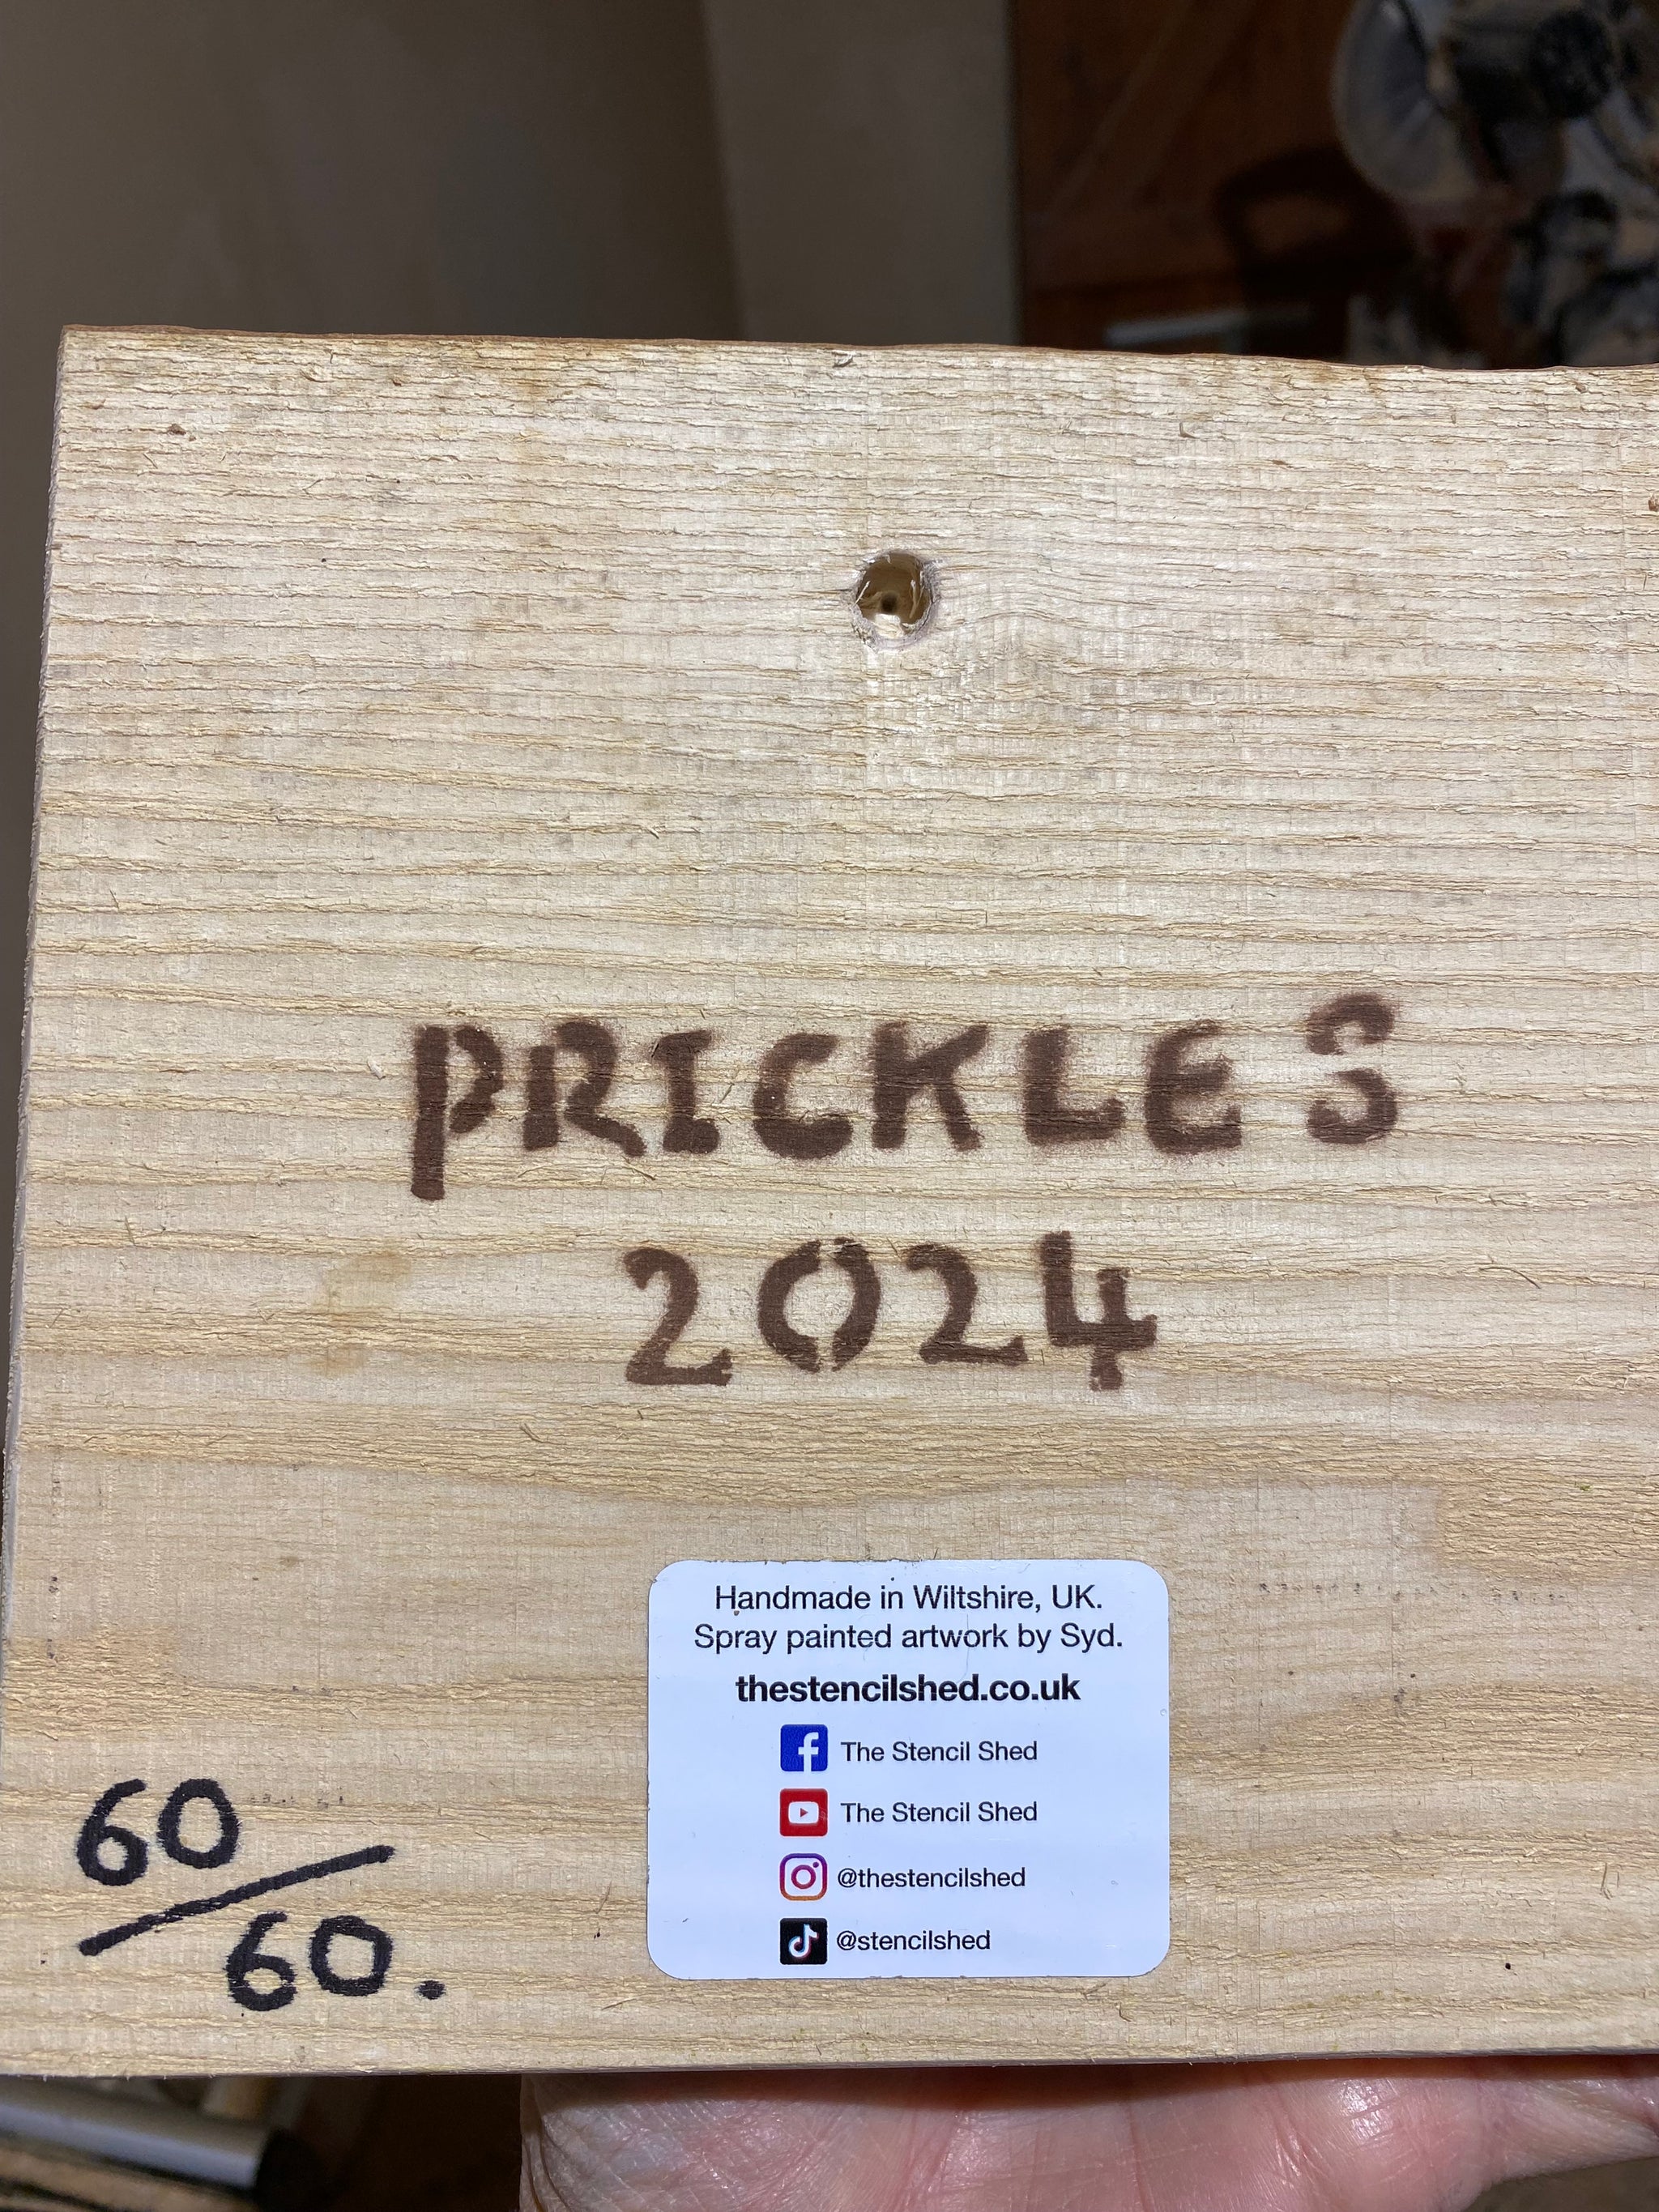 PRICKLES
2024
Handmade in Wiltshire, UK.
Spray painted artwork by Syd.
thestencilshed.co.uk
The Stencil Shed
The Stencil Shed
@thestencilshed
@stencilshed
60/60.